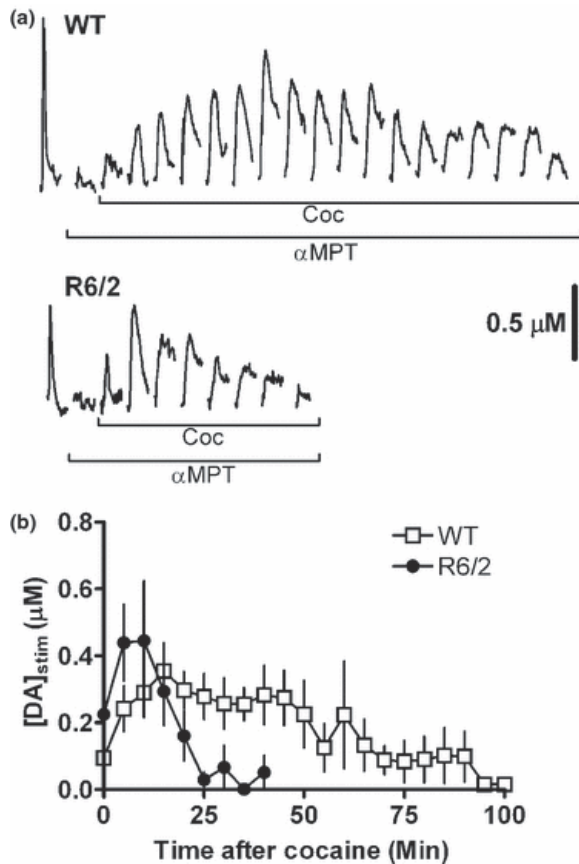 (a) WT
Coc
αMPT
R6/2
0.5 μM
Coc
αMPT
(b)
0.8
WT
R6/2
0.6
0.4
0.2
0.0
[DA]stim (μM)
0 25 50 75 100
Time after cocaine (Min)